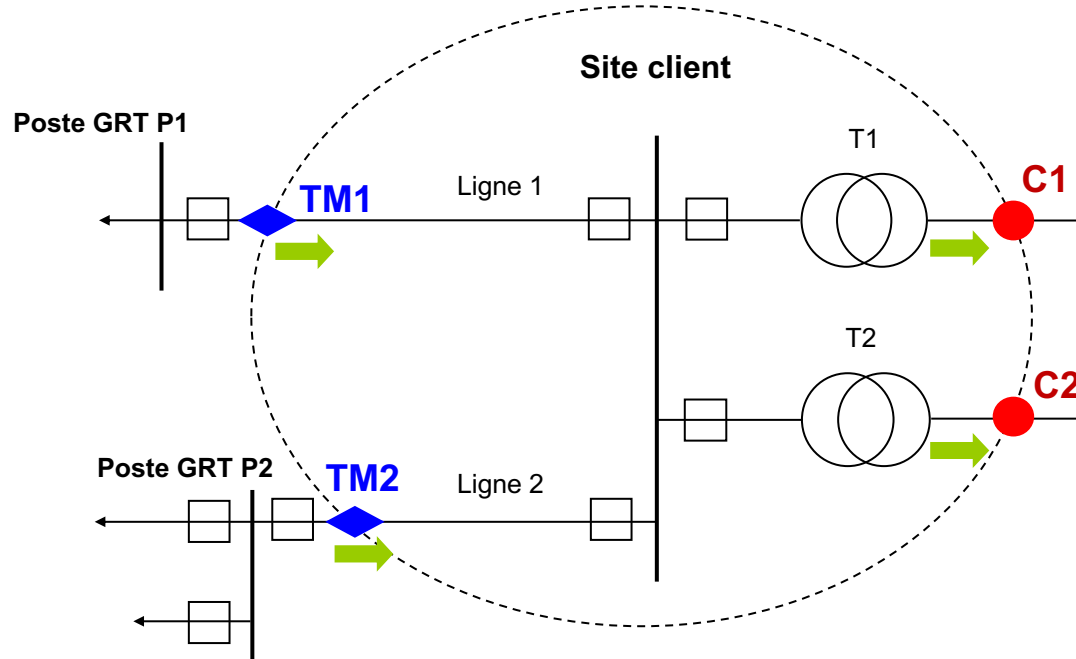 Site client
Poste GRT P1
T1
TM1
Ligne 1
C1
T2
C2
Poste GRT P2
TM2
Ligne 2